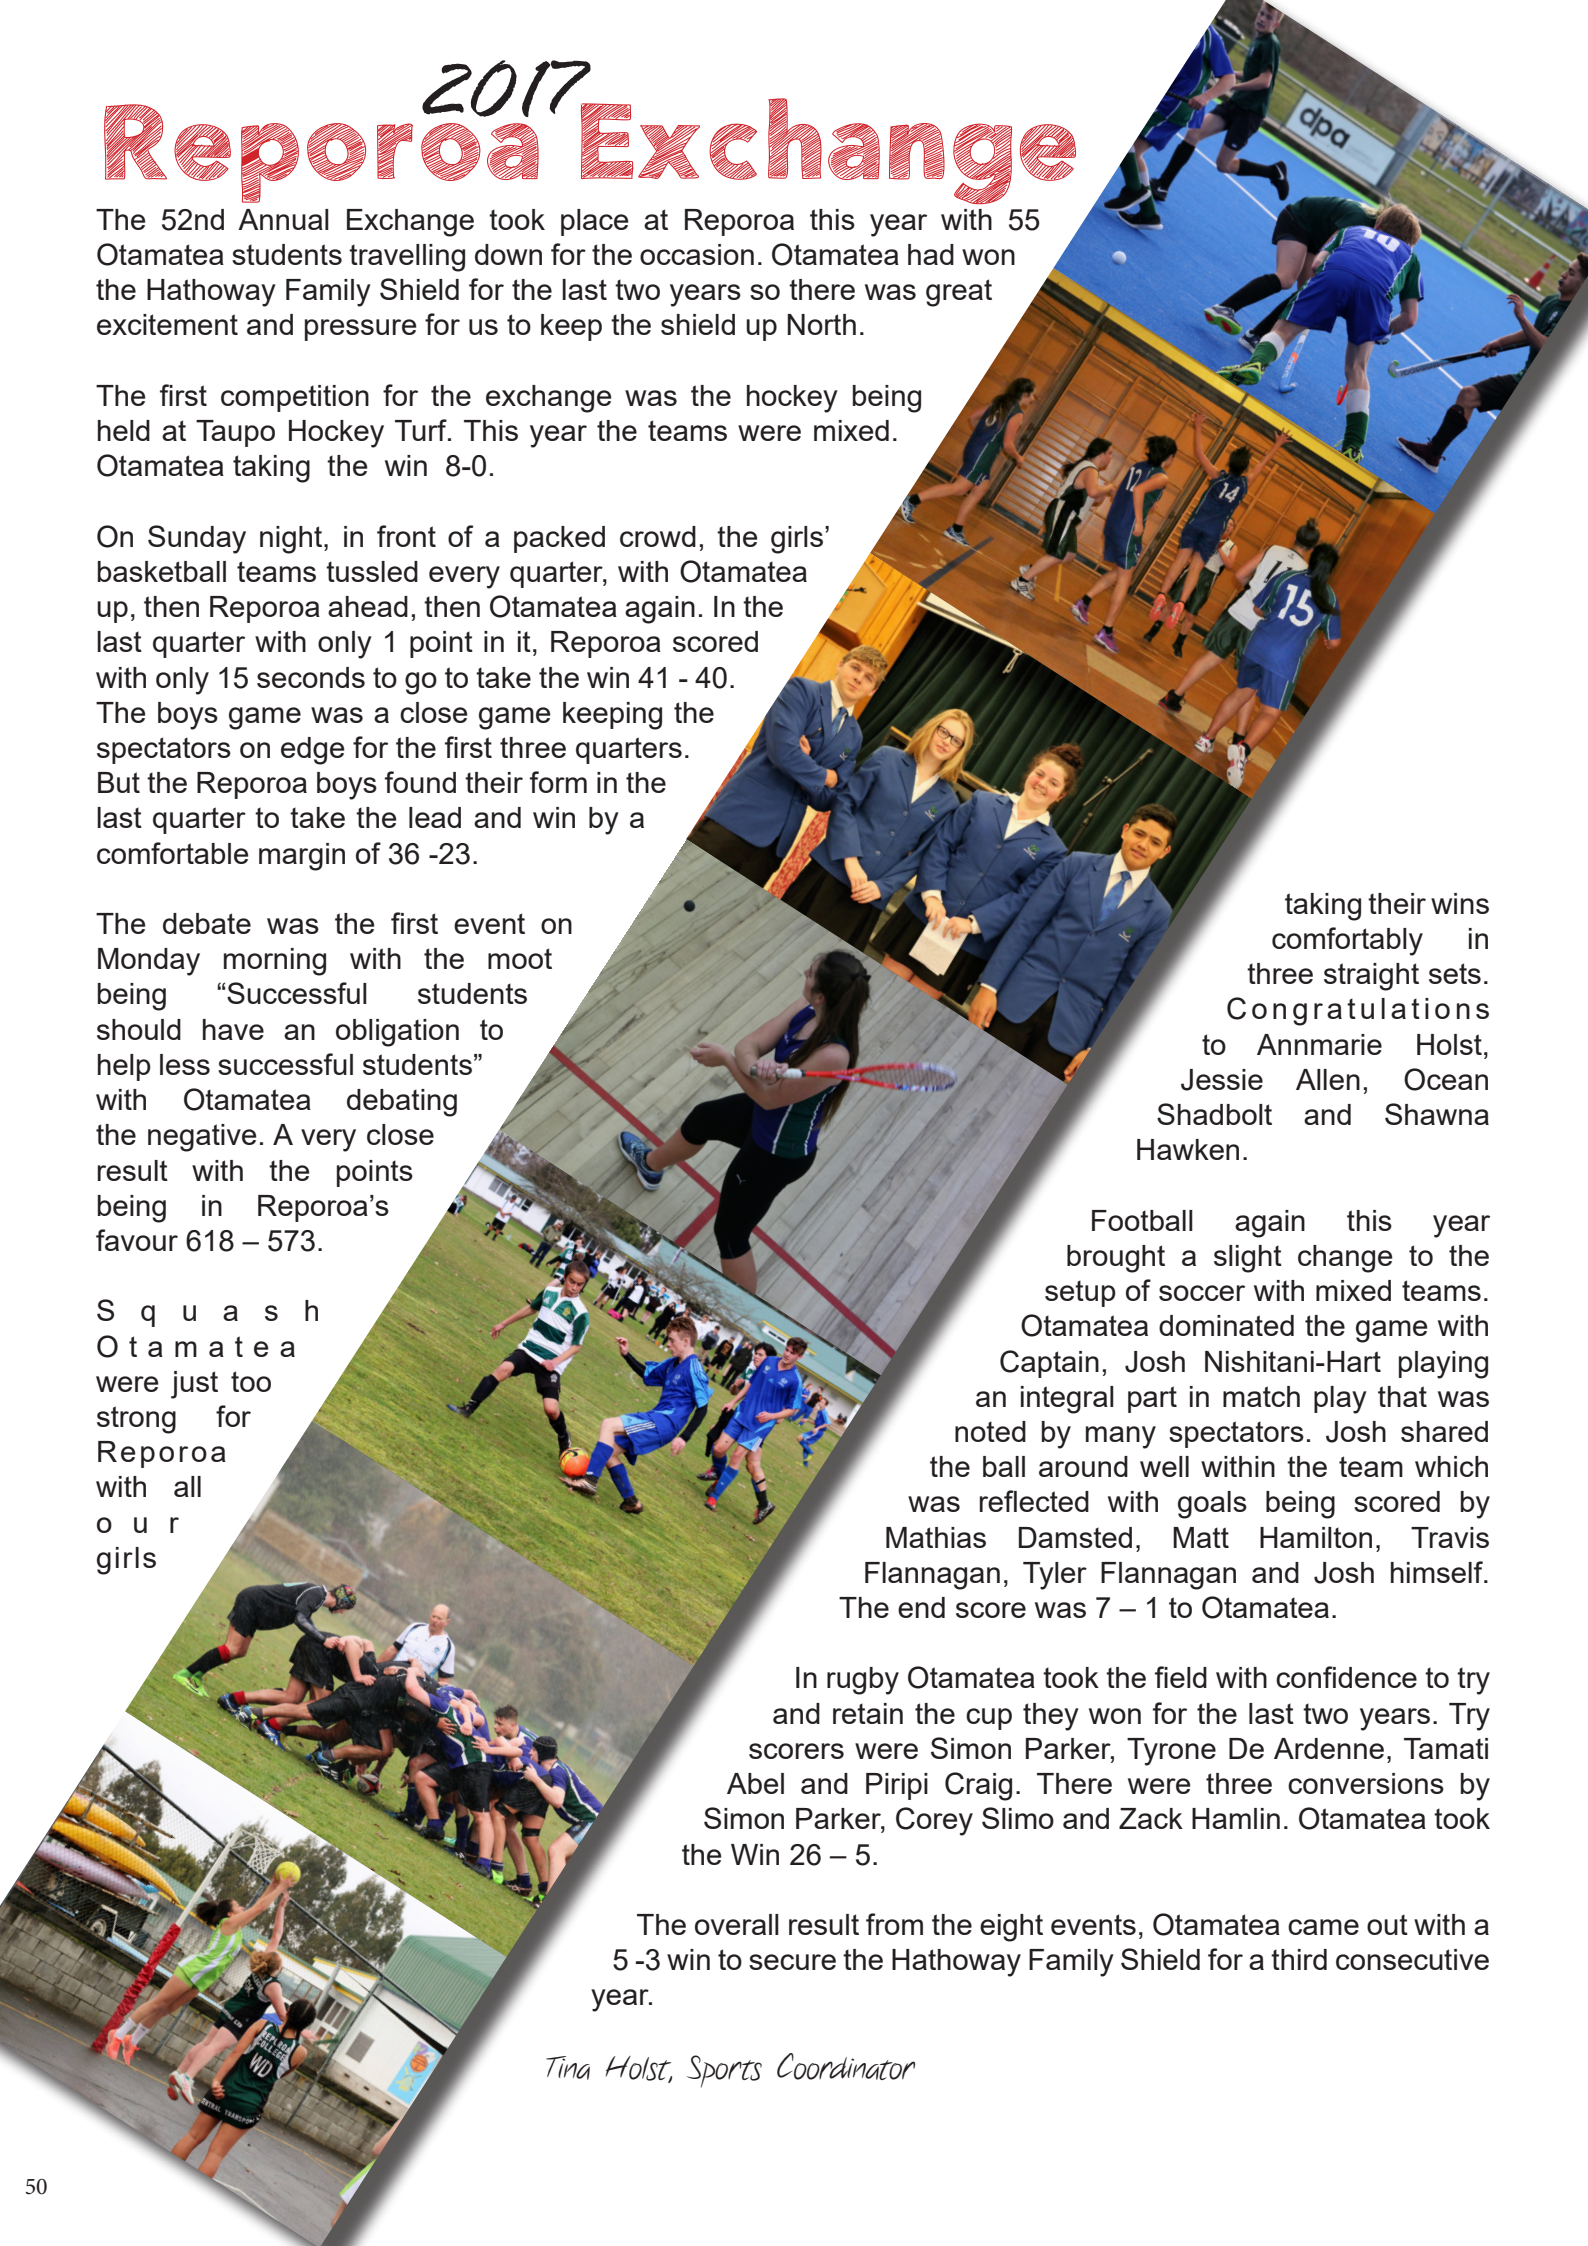 2017
Reporoa Exchange
The 52nd Annual Exchange took place at Reporoa this year with 55
Otamatea students travelling down for the occasion. Otamatea had won
the Hathoway Family Shield for the last two years so there was great
excitement and pressure for us to keep the shield up North.
The first competition for the exchange was the hockey being
held at Taupo Hockey Turf. This year the teams were mixed.
Otamatea taking the win 8-0.
On Sunday night, in front of a packed crowd, the girls’
basketball teams tussled every quarter, with Otamatea
up, then Reporoa ahead, then Otamatea again. In the
last quarter with only 1 point in it, Reporoa scored
with only 15 seconds to go to take the win 41 - 40.
The boys game was a close game keeping the
spectators on edge for the first three quarters.
But the Reporoa boys found their form in the
last quarter to take the lead and win by a
comfortable margin of 36 -23.
The debate was the first event on
Monday morning with the moot
being “Successful students
should have an obligation to
help less successful students”
with Otamatea debating
the negative. A very close
result with the points
being in Reporoa’s
favour 618 – 573.
Squash
Otamatea
were just too
strong for
Reporoa
with all
our
girls
taking their wins
comfortably in
three straight sets.
Congratulations
to Annmarie Holst,
Jessie Allen, Ocean
Shadbolt and Shawna
Hawken.
Football again this year
brought a slight change to the
setup of soccer with mixed teams.
Otamatea dominated the game with
Captain, Josh Nishitani-Hart playing
an integral part in match play that was
noted by many spectators. Josh shared
the ball around well within the team which
was reflected with goals being scored by
Mathias Damsted, Matt Hamilton, Travis
Flannagan, Tyler Flannagan and Josh himself.
The end score was 7 – 1 to Otamatea.
In rugby Otamatea took the field with confidence to try
and retain the cup they won for the last two years. Try
scorers were Simon Parker, Tyrone De Ardenne, Tamati
Abel and Piripi Craig. There were three conversions by
Simon Parker, Corey Slimo and Zack Hamlin. Otamatea took
the Win 26 – 5.
The overall result from the eight events, Otamatea came out with a
5 -3 win to secure the Hathoway Family Shield for a third consecutive
year.
Tina Holst, Sports Coordinator
50
dpa
10
12
14
15
REPOROA
COLLEGE
WD
CENTRAL TRANSPORT